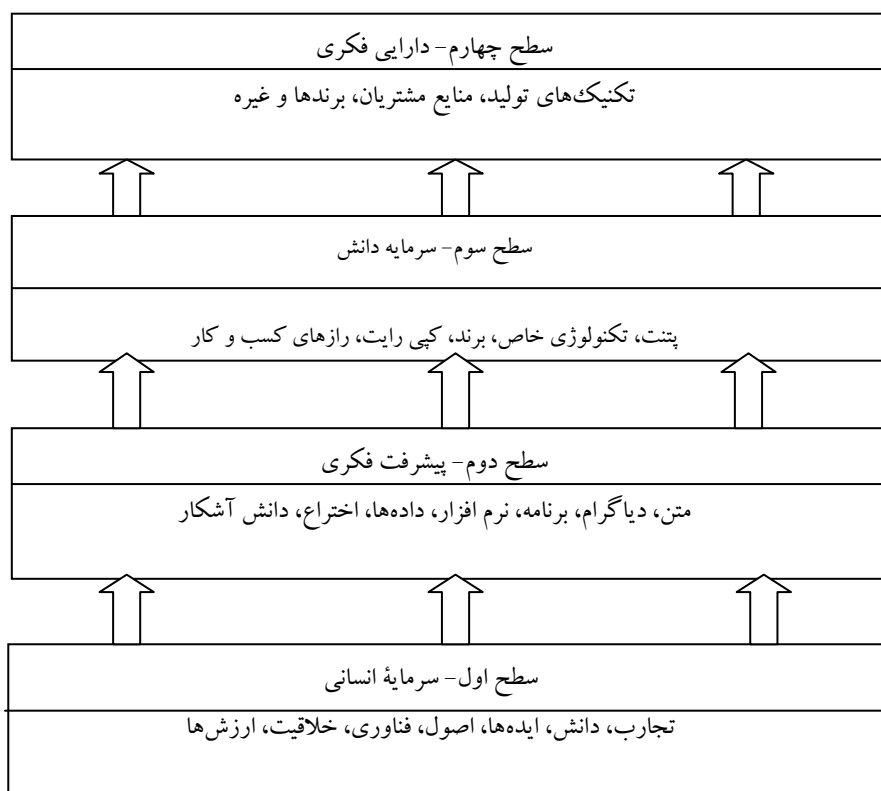 سطح چهارم- دارایی فکری
تکنیک‌های تولید، منابع مشتریان، برندها و غیره
سطح سوم- سرمایه دانش
پتنت، تکنولوژی خاص، برند، کپی رایت، رازهای کسب و کار
سطح دوم- پیشرفت فکری
متن، دیاگرام، برنامه، نرم افزار، داده‌ها، اختراع، دانش آشکار
سطح اول- سرمایۀ انسانی
تجارب، دانش، ایده‌ها، اصول، فناوری، خلاقیت، ارزش‌ها